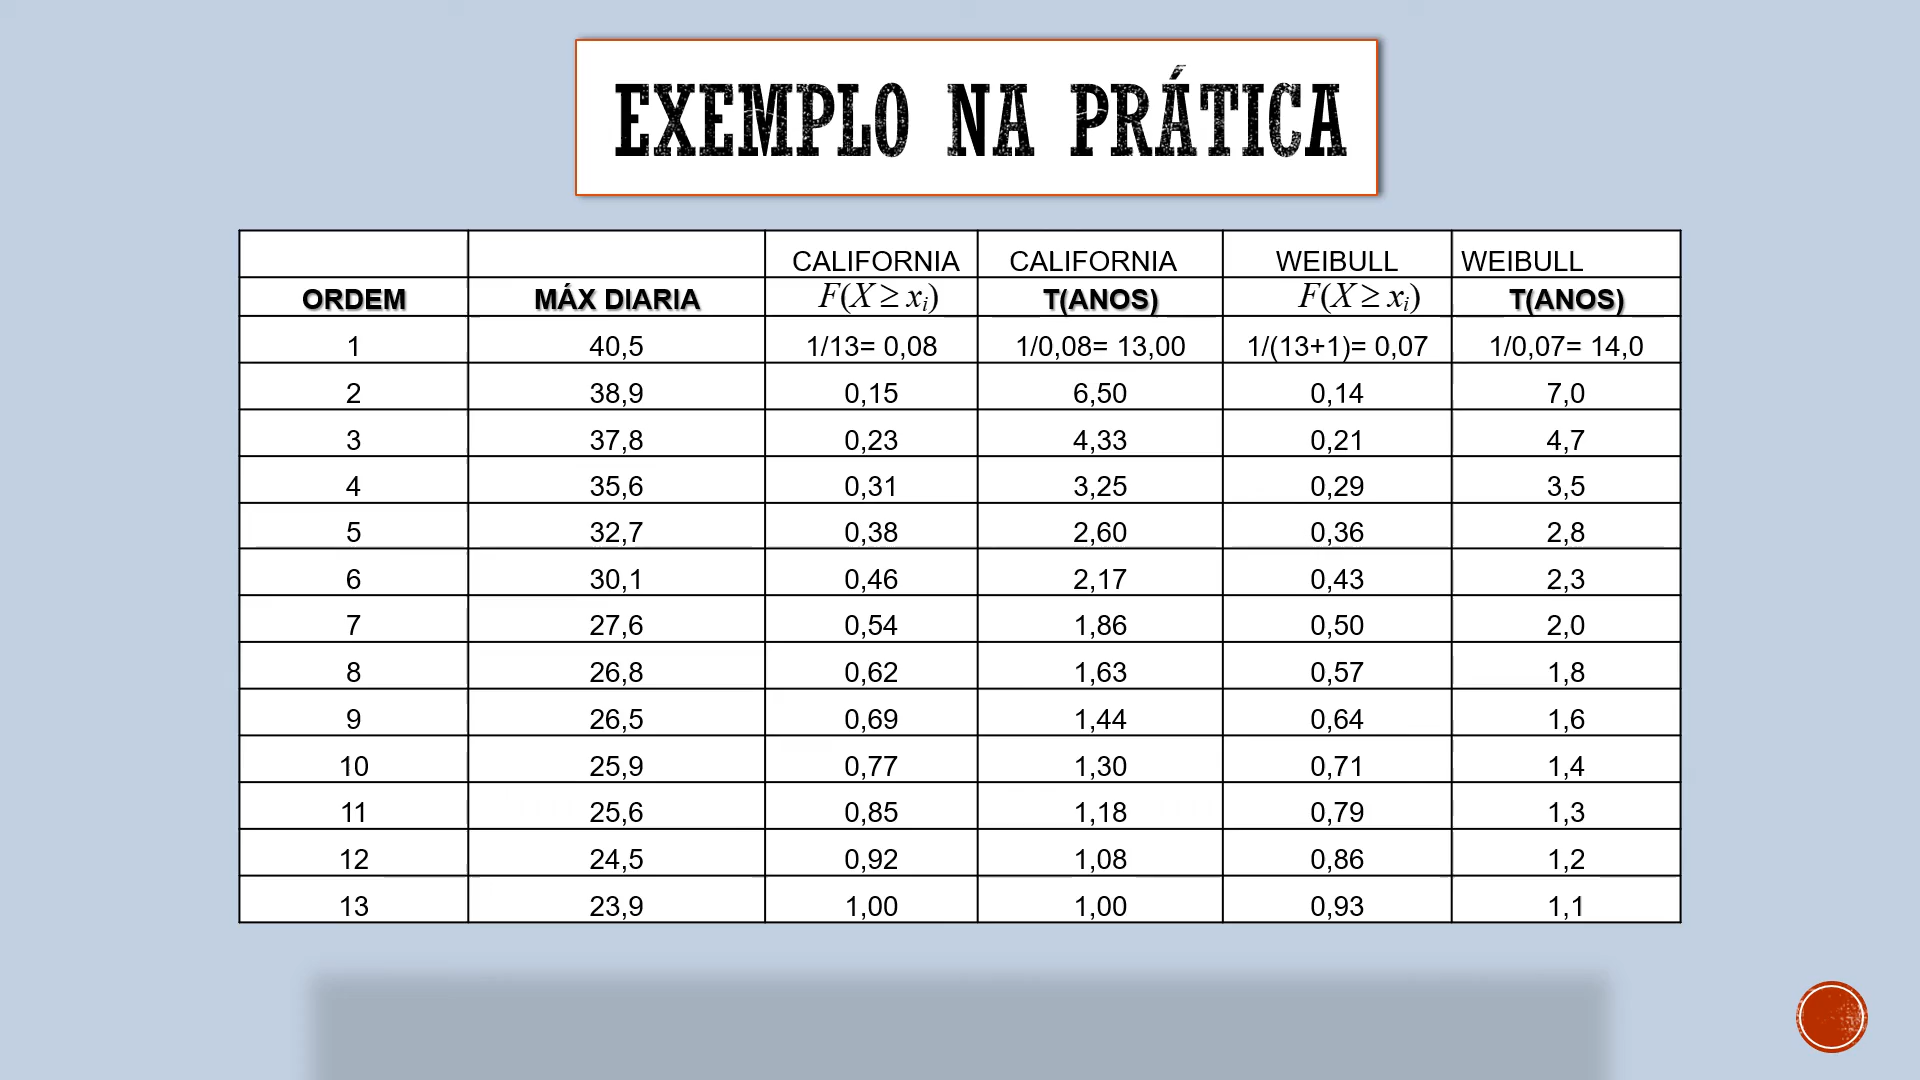 EXEMPLO NA PRÁTICA
CALIFORNIA CALIFORNIA WEIBULL WEIBULL
ORDEM MÁX DIARIA F(X ≥ xᵢ) T(ANOS) F(X ≥ xᵢ) T(ANOS)
1 40,5 1/13= 0,08 1/0,08= 13,00 1/(13+1)= 0,07 1/0,07= 14,0
2 38,9 0,15 6,50 0,14 7,0
3 37,8 0,23 4,33 0,21 4,7
4 35,6 0,31 3,25 0,29 3,5
5 32,7 0,38 2,60 0,36 2,8
6 30,1 0,46 2,17 0,43 2,3
7 27,6 0,54 1,86 0,50 2,0
8 26,8 0,62 1,63 0,57 1,8
9 26,5 0,69 1,44 0,64 1,6
10 25,9 0,77 1,30 0,71 1,4
11 25,6 0,85 1,18 0,79 1,3
12 24,5 0,92 1,08 0,86 1,2
13 23,9 1,00 1,00 0,93 1,1